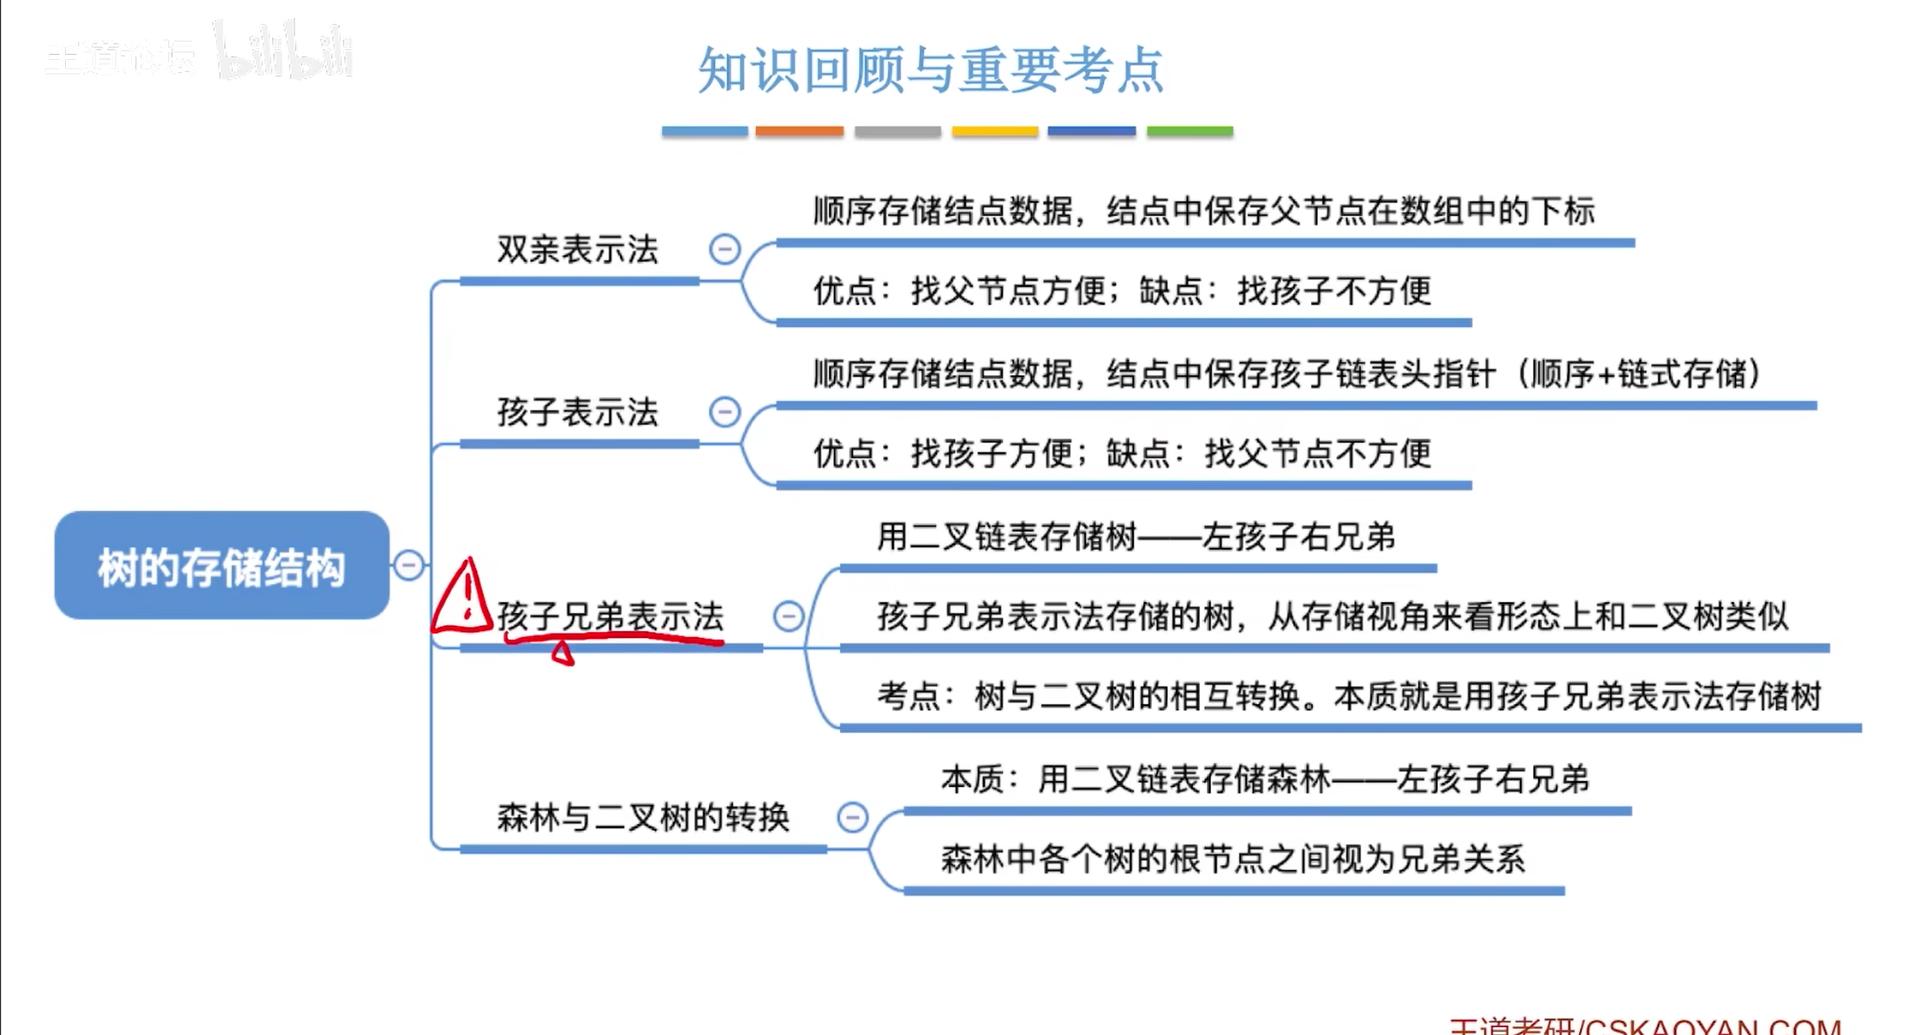 王道论坛 bilibili
知识回顾与重要考点
树的存储结构
双亲表示法
顺序存储结点数据，结点中保存父节点在数组中的下标
优点：找父节点方便；缺点：找孩子不方便
孩子表示法
顺序存储结点数据，结点中保存孩子链表头指针（顺序+链式存储）
优点：找孩子方便；缺点：找父节点不方便
孩子兄弟表示法
用二叉链表存储树——左孩子右兄弟
孩子兄弟表示法存储的树，从存储视角来看形态上和二叉树类似
考点：树与二叉树的相互转换。本质就是用孩子兄弟表示法存储树
森林与二叉树的转换
本质：用二叉链表存储森林——左孩子右兄弟
森林中各个树的根节点之间视为兄弟关系
王道考研/CSKAOYAN.COM